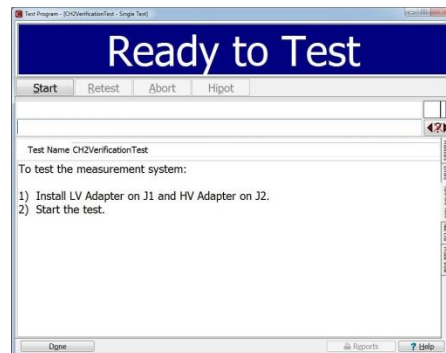 Test Program - [CH2VerificationTest - Single Test]
Ready to Test
Start Retest Abort Hipot
Test Name CH2VerificationTest
To test the measurement system:
1) Install LV Adapter on J1 and HV Adapter on J2.
2) Start the test.
Done Reports ? Help